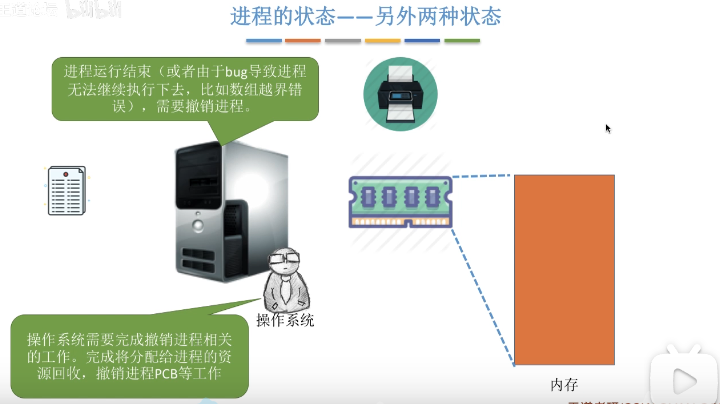 进程的状态——另外两种状态
进程运行结束（或者由于bug导致进程
无法继续执行下去，比如数组越界错
误），需要撤销进程。
操作系统
操作系统需要完成撤销进程相关
的工作。完成将分配给进程的资
源回收，撤销进程PCB等工作
内存